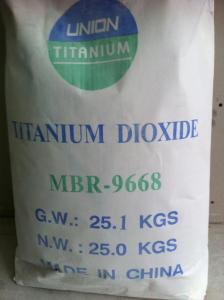 UNION
TITANIUM
TITANIUM DIOXIDE
MBR-9668
G.W.: 25.1 KGS
N.W.: 25.0 KGS
MADE IN CHINA